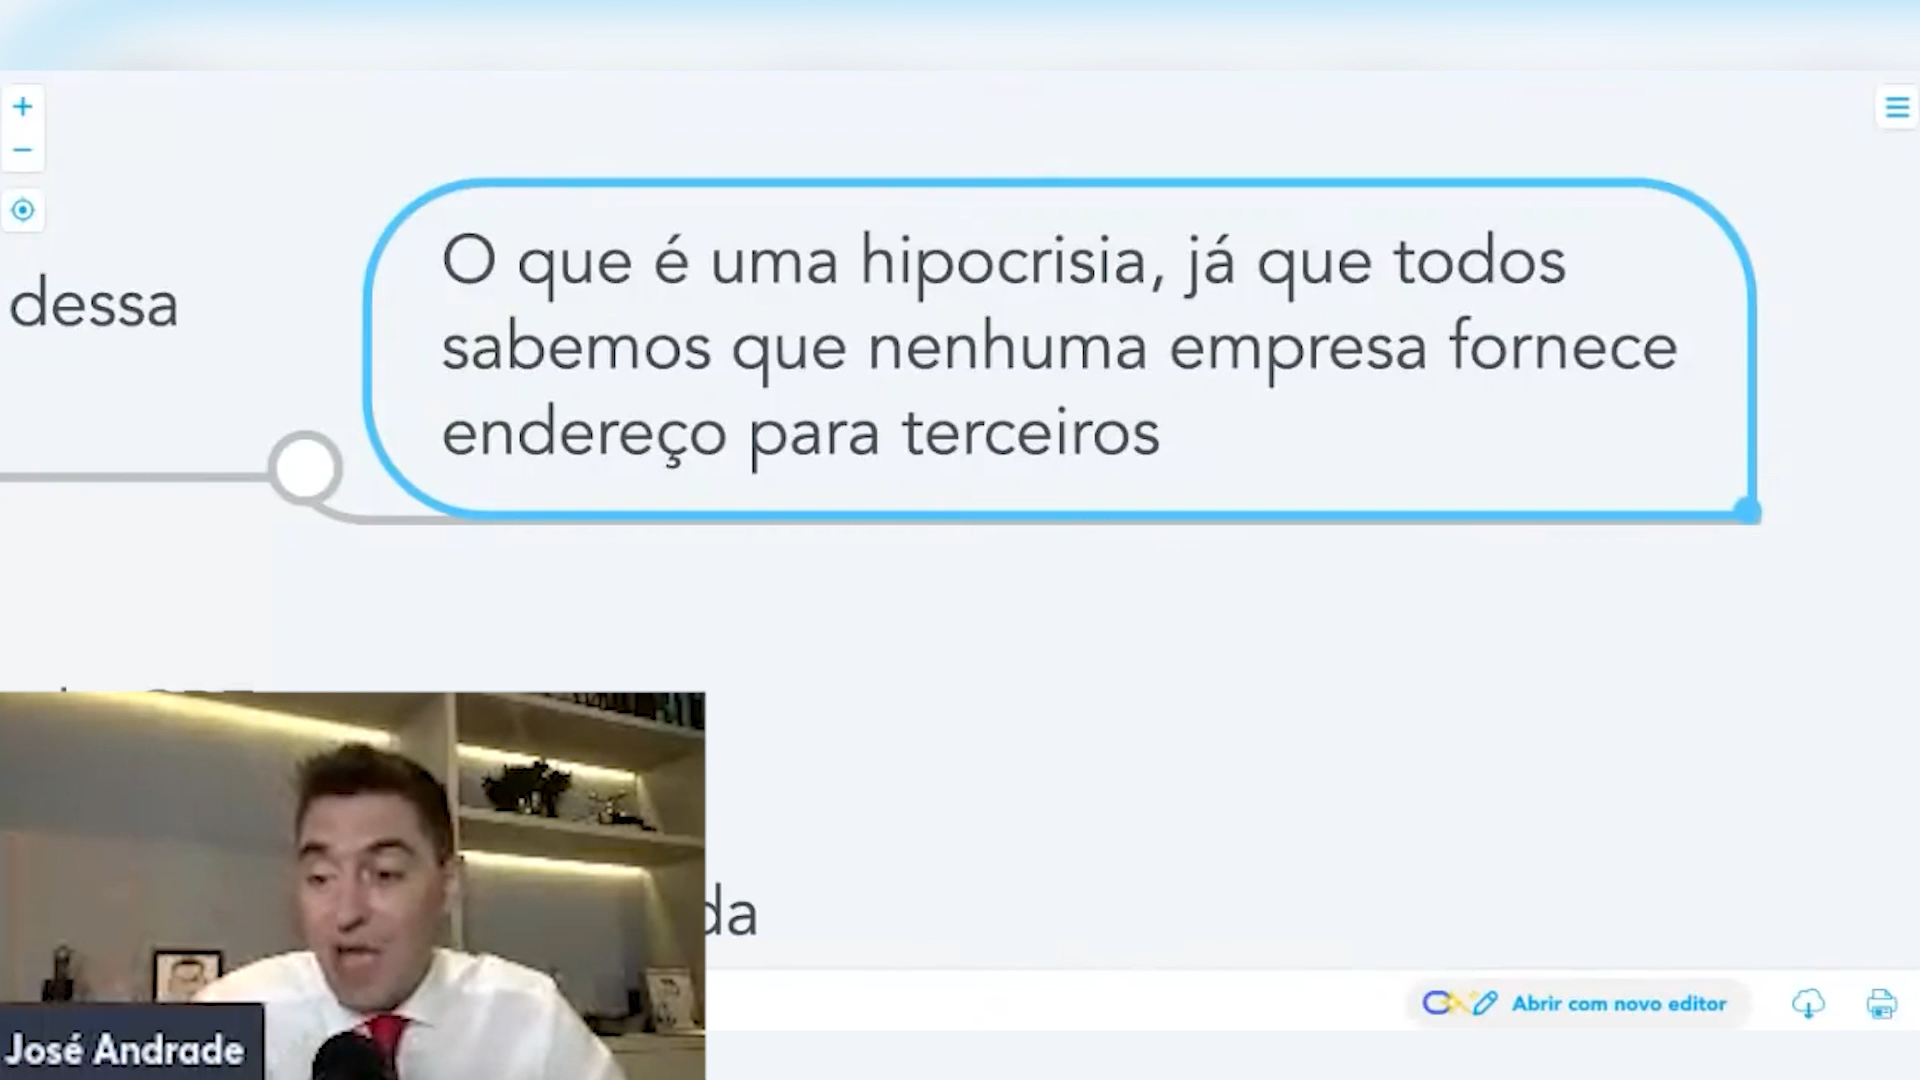 dessa
O que é uma hipocrisia, já que todos
sabemos que nenhuma empresa fornece
endereço para terceiros
da
Abrir com novo editor
José Andrade